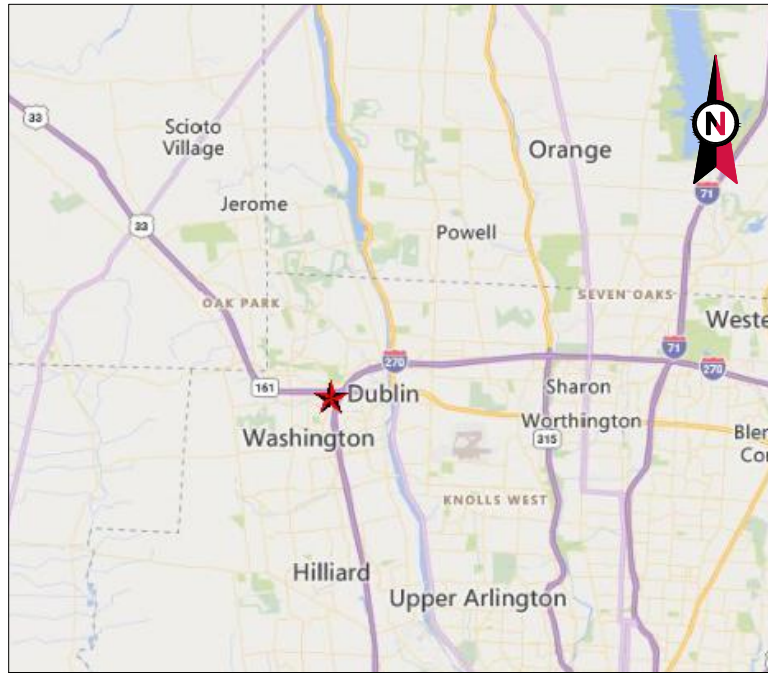 33
Scioto
Village
Orange
N
71
Jerome
33
Powell
OAK PARK
SEVEN OAKS
Weste
71
270
270
161
Dublin
Sharon
Washington
Worthington
315
Bler
Co
KNOLLS WEST
Hilliard
Upper Arlington